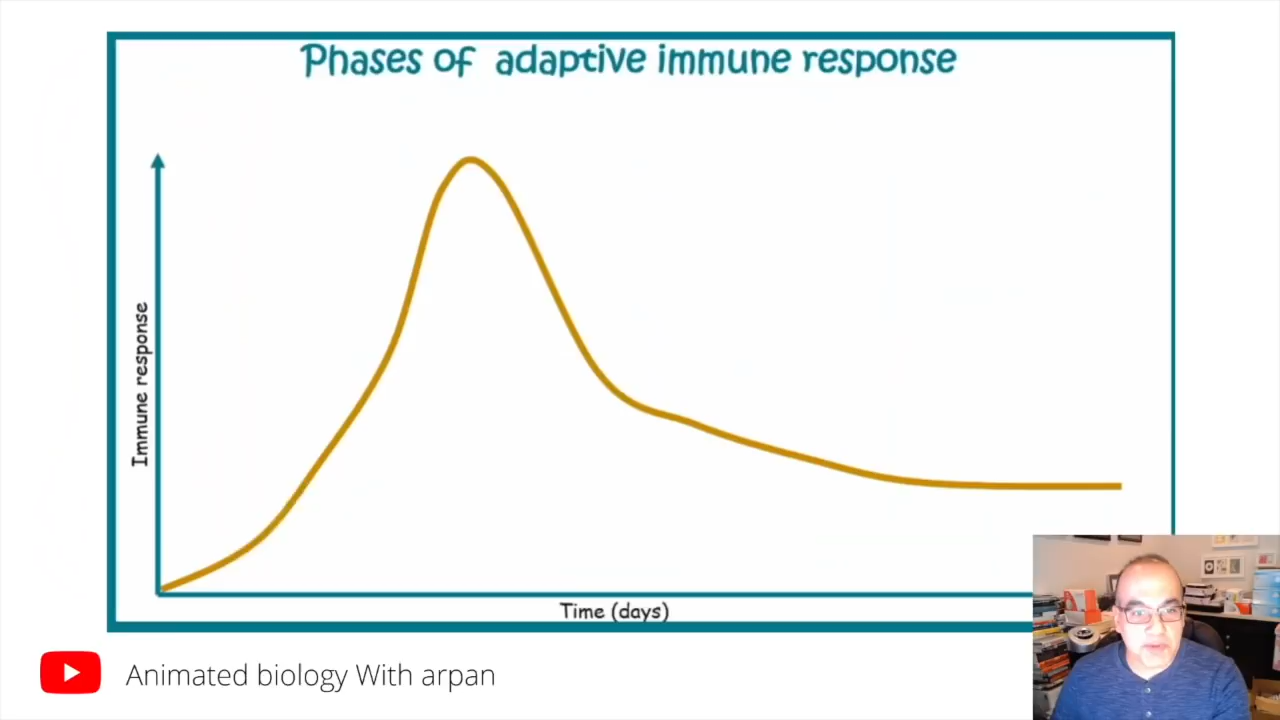 Phases of adaptive immune response
Immune response
Time (days)
Animated biology With arpan